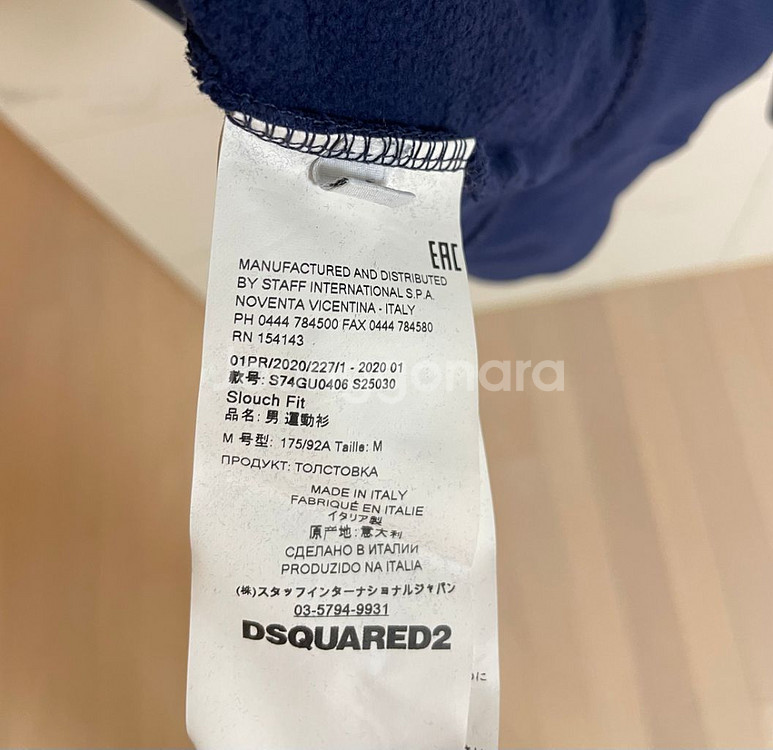 EAC
MANUFACTURED AND DISTRIBUTED
BY STAFF INTERNATIONAL S.P.A.
NOVENTA VICENTINA - ITALY
PH 0444 784500 FAX 0444 784580
RN 154143
01PR/2020/227/1 - 2020 01
款号: S74GU0406 S25030
Slouch Fit
品名: 男 運動衫
M 号型: 175/92A Taille: M
ПРОДУКТ: ТОЛСТОВКА
MADE IN ITALY
FABRIQUÉ EN ITALIE
イタリア製
原产地: 意大利
СДЕЛАНО В ИТАЛИИ
PRODUZIDO NA ITALIA
(株)スタッフインターナショナルジャパン
03-5794-9931
DSQUARED2